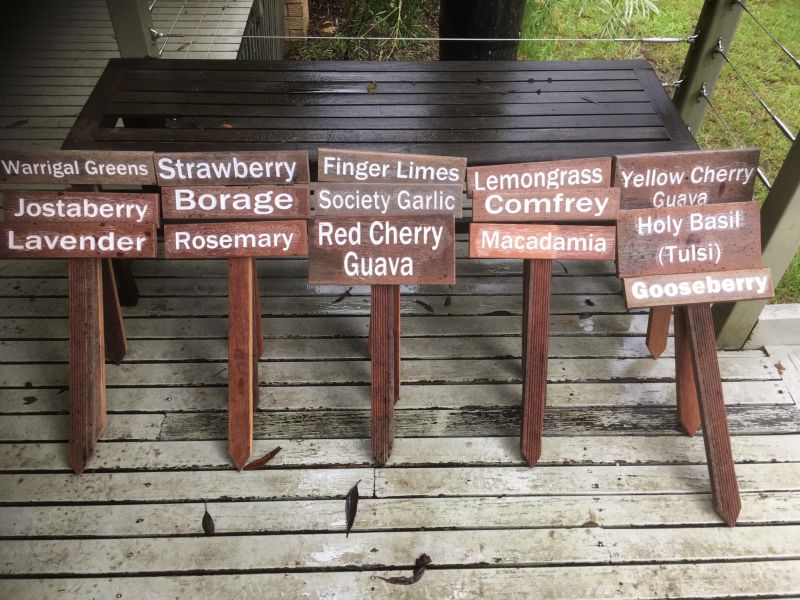 Warrigal Greens
Jostaberry
Lavender
Strawberry
Borage
Rosemary
Finger Limes
Society Garlic
Red Cherry
Guava
Lemongrass
Comfrey
Macadamia
Yellow Cherry
Guava
Holy Basil
(Tulsi)
Gooseberry